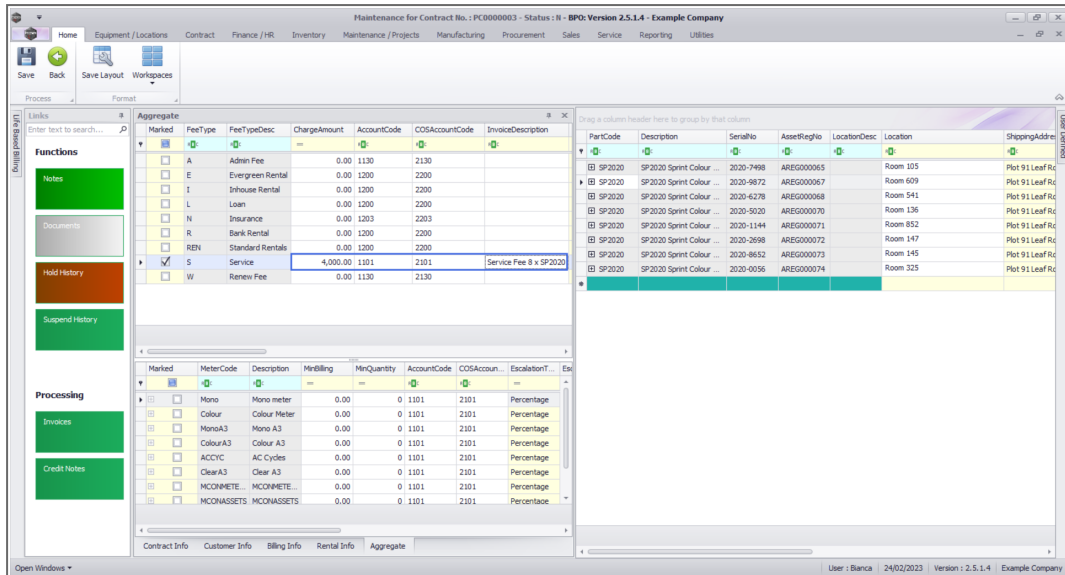 Maintenance for Contract No. : PC0000003 - Status : N - BPO: Version 2.5.1.4 - Example Company
Home Equipment / Locations Contract Finance / HR Inventory Maintenance / Projects Manufacturing Procurement Sales Service Reporting Utilities
Save Back Save Layout Workspaces
Process Format
Life Based Billing
Links
Enter text to search...
Functions
Notes
Documents
Hold History
Suspend History
Processing
Invoices
Credit Notes
Aggregate
Marked FeeType FeeTypeDesc ChargeAmount AccountCode COSAccountCode InvoiceDescription
A Admin Fee 0.00 1130 2130
E Evergreen Rental 0.00 1200 2200
I Inhouse Rental 0.00 1200 2200
L Loan 0.00 1200 2200
N Insurance 0.00 1203 2203
R Bank Rental 0.00 1200 2200
REN Standard Rentals 0.00 1200 2200
S Service 4,000.00 1101 2101 Service Fee 8 x SP2020
W Renew Fee 0.00 1130 2130
Marked MeterCode Description MinBilling MinQuantity AccountCode COSAccoun... EscalationT... Esc
Mono Mono meter 0.00 0 1101 2101 Percentage
Colour Colour Meter 0.00 0 1101 2101 Percentage
MonoA3 Mono A3 0.00 0 1101 2101 Percentage
ColourA3 Colour A3 0.00 0 1101 2101 Percentage
ACCYC AC Cycles 0.00 0 1101 2101 Percentage
ClearA3 Clear A3 0.00 0 1101 2101 Percentage
MCONMETE... MCONMETE... 0.00 0 1101 2101 Percentage
MCONASSETS MCONASSETS 0.00 0 1101 2101 Percentage
Contract Info Customer Info Billing Info Rental Info Aggregate
Drag a column header here to group by that column
PartCode Description SerialNo AssetRegNo LocationDesc Location ShippingAddre
SP2020 SP2020 Sprint Colour ... 2020-7498 AREG000065 Room 105 Plot 91 Leaf Ro
SP2020 SP2020 Sprint Colour ... 2020-9872 AREG000067 Room 609 Plot 91 Leaf Ro
SP2020 SP2020 Sprint Colour ... 2020-6278 AREG000068 Room 541 Plot 91 Leaf Ro
SP2020 SP2020 Sprint Colour ... 2020-5020 AREG000070 Room 136 Plot 91 Leaf Ro
SP2020 SP2020 Sprint Colour ... 2020-1144 AREG000071 Room 852 Plot 91 Leaf Ro
SP2020 SP2020 Sprint Colour ... 2020-2698 AREG000072 Room 147 Plot 91 Leaf Ro
SP2020 SP2020 Sprint Colour ... 2020-8652 AREG000073 Room 145 Plot 91 Leaf Ro
SP2020 SP2020 Sprint Colour ... 2020-0056 AREG000074 Room 325 Plot 91 Leaf Ro
User Defined
Open Windows
User : Bianca 24/02/2023 Version : 2.5.1.4 Example Company